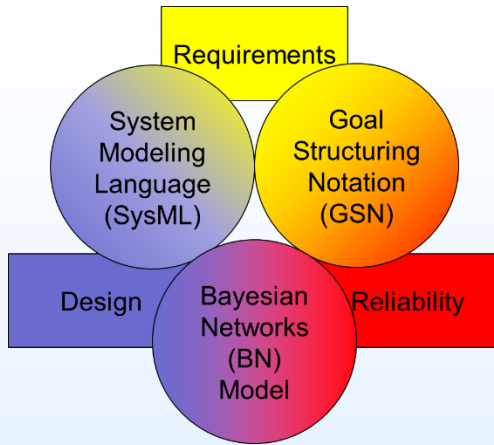 Requirements
System
Modeling
Language
(SysML)
Goal
Structuring
Notation
(GSN)
Design
Bayesian
Networks
(BN)
Model
Reliability